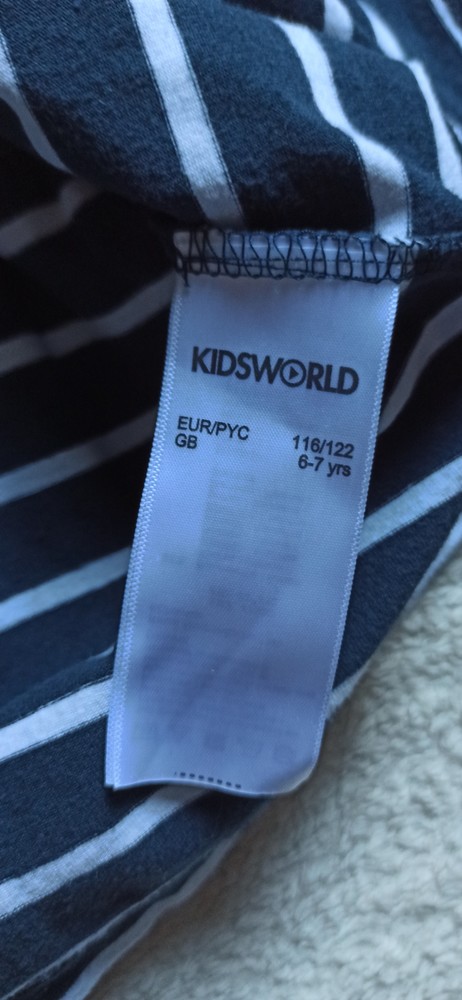 KIDSWORLD
EUR/PYC 116/122
GB 6-7 yrs